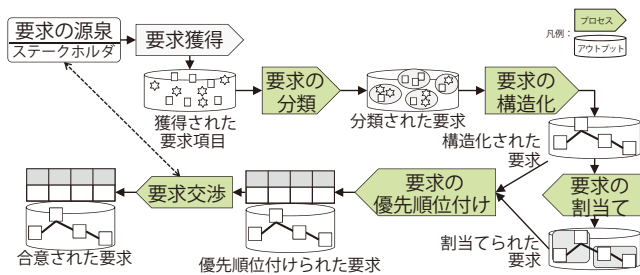 要求の源泉
ステークホルダ
要求獲得
凡例：
プロセス
アウトプット
獲得された
要求項目
要求の
分類
分類された要求
要求の
構造化
構造化された
要求
要求の
割当て
割当てられた
要求
要求の
優先順位付け
優先順位付けられた要求
要求交渉
合意された要求